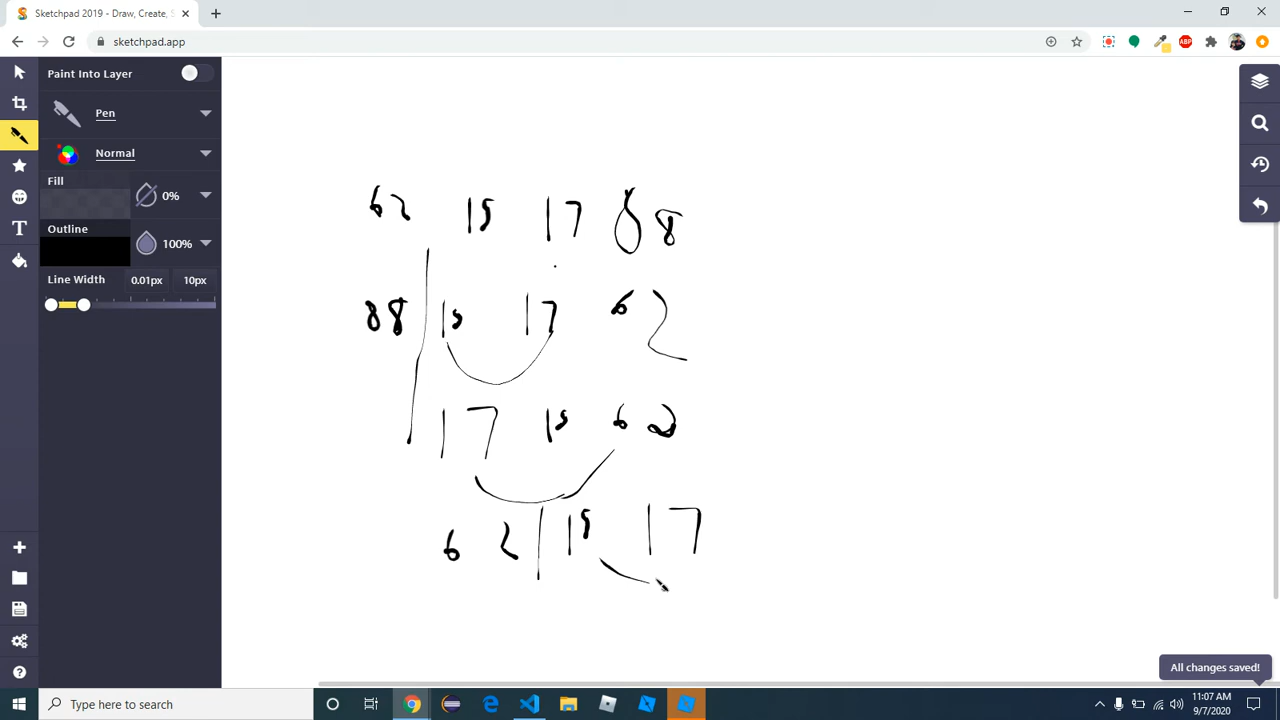 Sketchpad 2019 - Draw, Create, S
sketchpad.app
ABP
Paint Into Layer
Pen
Normal
Fill
0%
Outline
100%
Line Width 0.01px 10px
62 15 17 88
88 15 17 62
17 15 62
62 15 17
All changes saved!
Type here to search
11:07 AM
9/7/2020